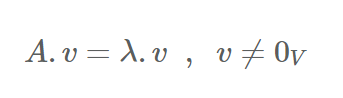 A. v = λ. v , v ≠ 0_V